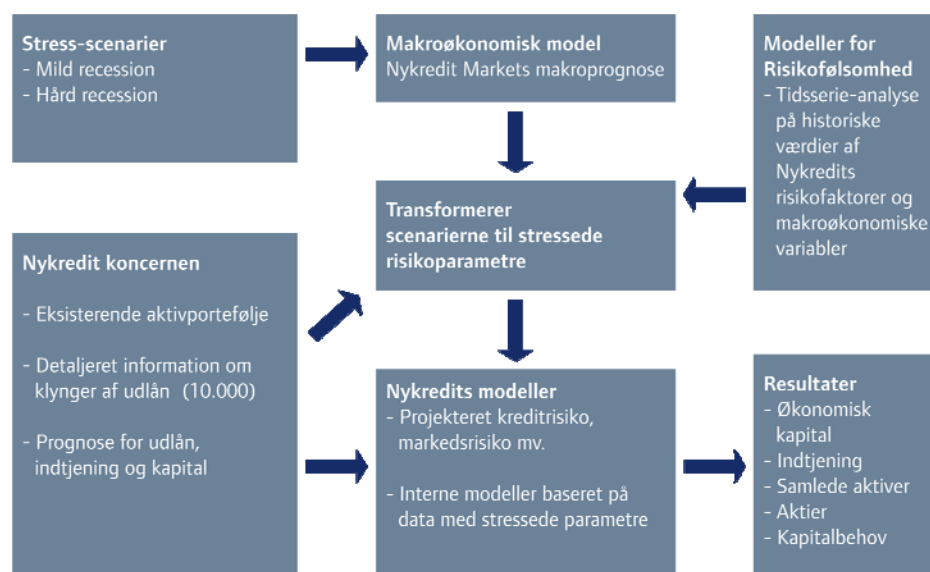 Stress-scenarier
- Mild recession
- Hård recession
Makroøkonomisk model
Nykredit Markets makroprognose
Modeller for
Risikofølsomhed
- Tidsserie-analyse
på historiske
værdier af
Nykredits
risikofaktorer og
makroøkonomiske
variabler
Transformerer
scenarierne til stressede
risikoparametre
Nykredit koncernen
- Eksisterende aktivportefølje
- Detaljeret information om
klynger af udlån (10.000)
- Prognose for udlån,
indtjening og kapital
Nykredits modeller
- Projekteret kreditrisiko,
markedsrisiko mv.
- Interne modeller baseret på
data med stressede parametre
Resultater
- Økonomisk
kapital
- Indtjening
- Samlede aktiver
- Aktier
- Kapitalbehov